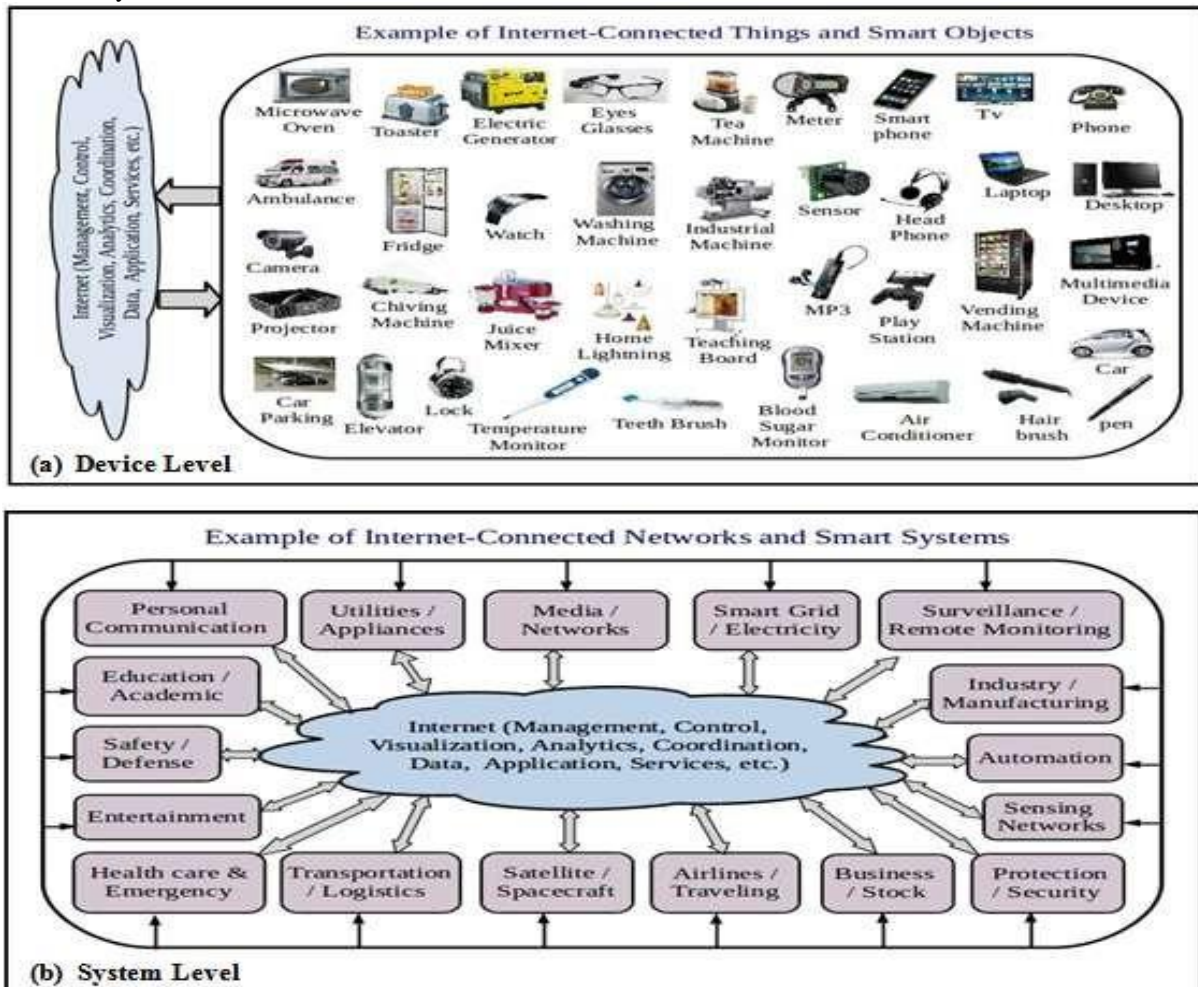 Example of Internet-Connected Things and Smart Objects
Internet (Management, Control,
Visualization, Analytics, Coordination,
Data, Application, Services, etc.)
Microwave
Oven
Toaster
Electric
Generator
Eyes
Glasses
Tea
Machine
Meter
Smart
phone
Tv
Phone
Ambulance
Fridge
Watch
Washing
Machine
Industrial
Machine
Sensor
Head
Phone
Laptop
Desktop
Camera
Projector
Chiving
Machine
Juice
Mixer
Home
Lightning
Teaching
Board
MP3
Play
Station
Vending
Machine
Multimedia
Device
Car
Car
Parking
Elevator
Lock
Temperature
Monitor
Teeth Brush
Blood
Sugar
Monitor
Air
Conditioner
Hair
brush
pen
(a) Device Level
Example of Internet-Connected Networks and Smart Systems
Personal
Communication
Utilities /
Appliances
Media /
Networks
Smart Grid
/ Electricity
Surveillance /
Remote Monitoring
Education /
Academic
Industry /
Manufacturing
Internet (Management, Control,
Visualization, Analytics, Coordination,
Data, Application, Services, etc.)
Safety /
Defense
Automation
Entertainment
Sensing
Networks
Health care &
Emergency
Transportation
/ Logistics
Satellite /
Spacecraft
Airlines /
Traveling
Business
/ Stock
Protection
/ Security
(b) System Level